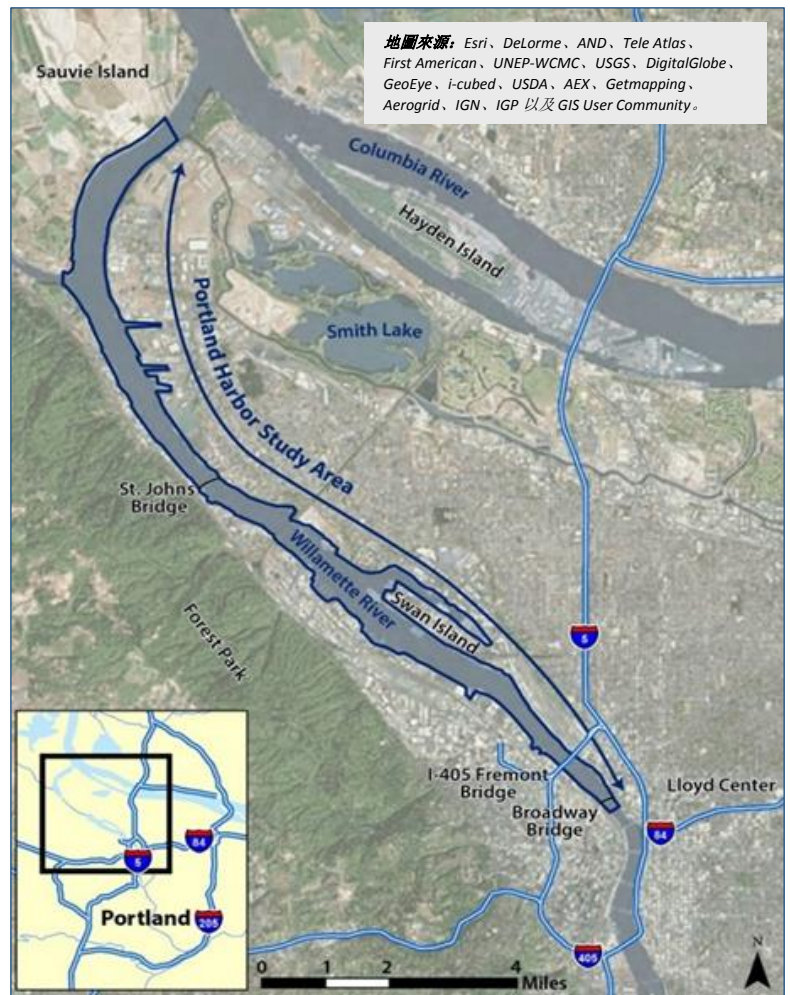 地圖來源：Esri、DeLorme、AND、Tele Atlas、
First American、UNEP-WCMC、USGS、DigitalGlobe、
GeoEye、i-cubed、USDA、AEX、Getmapping、
Aerogrid、IGN、IGP 以及 GIS User Community。
Sauvie Island
Columbia River
Hayden Island
Smith Lake
Portland Harbor Study Area
St. Johns
Bridge
Willamette River
Swan Island
Forest Park
5
I-405 Fremont
Bridge
Broadway
Bridge
Lloyd Center
84
405
84
5
Portland
205
0 1 2 4
Miles
N